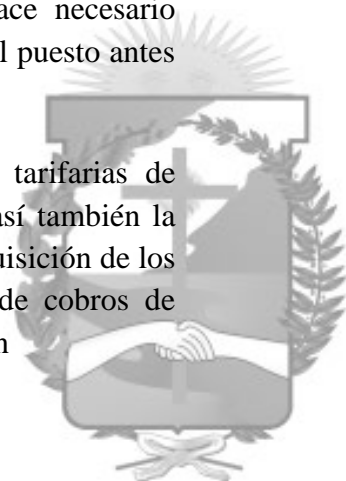 ace necesario
l puesto antes
tarifarias de
así también la
uisición de los
de cobros de
n